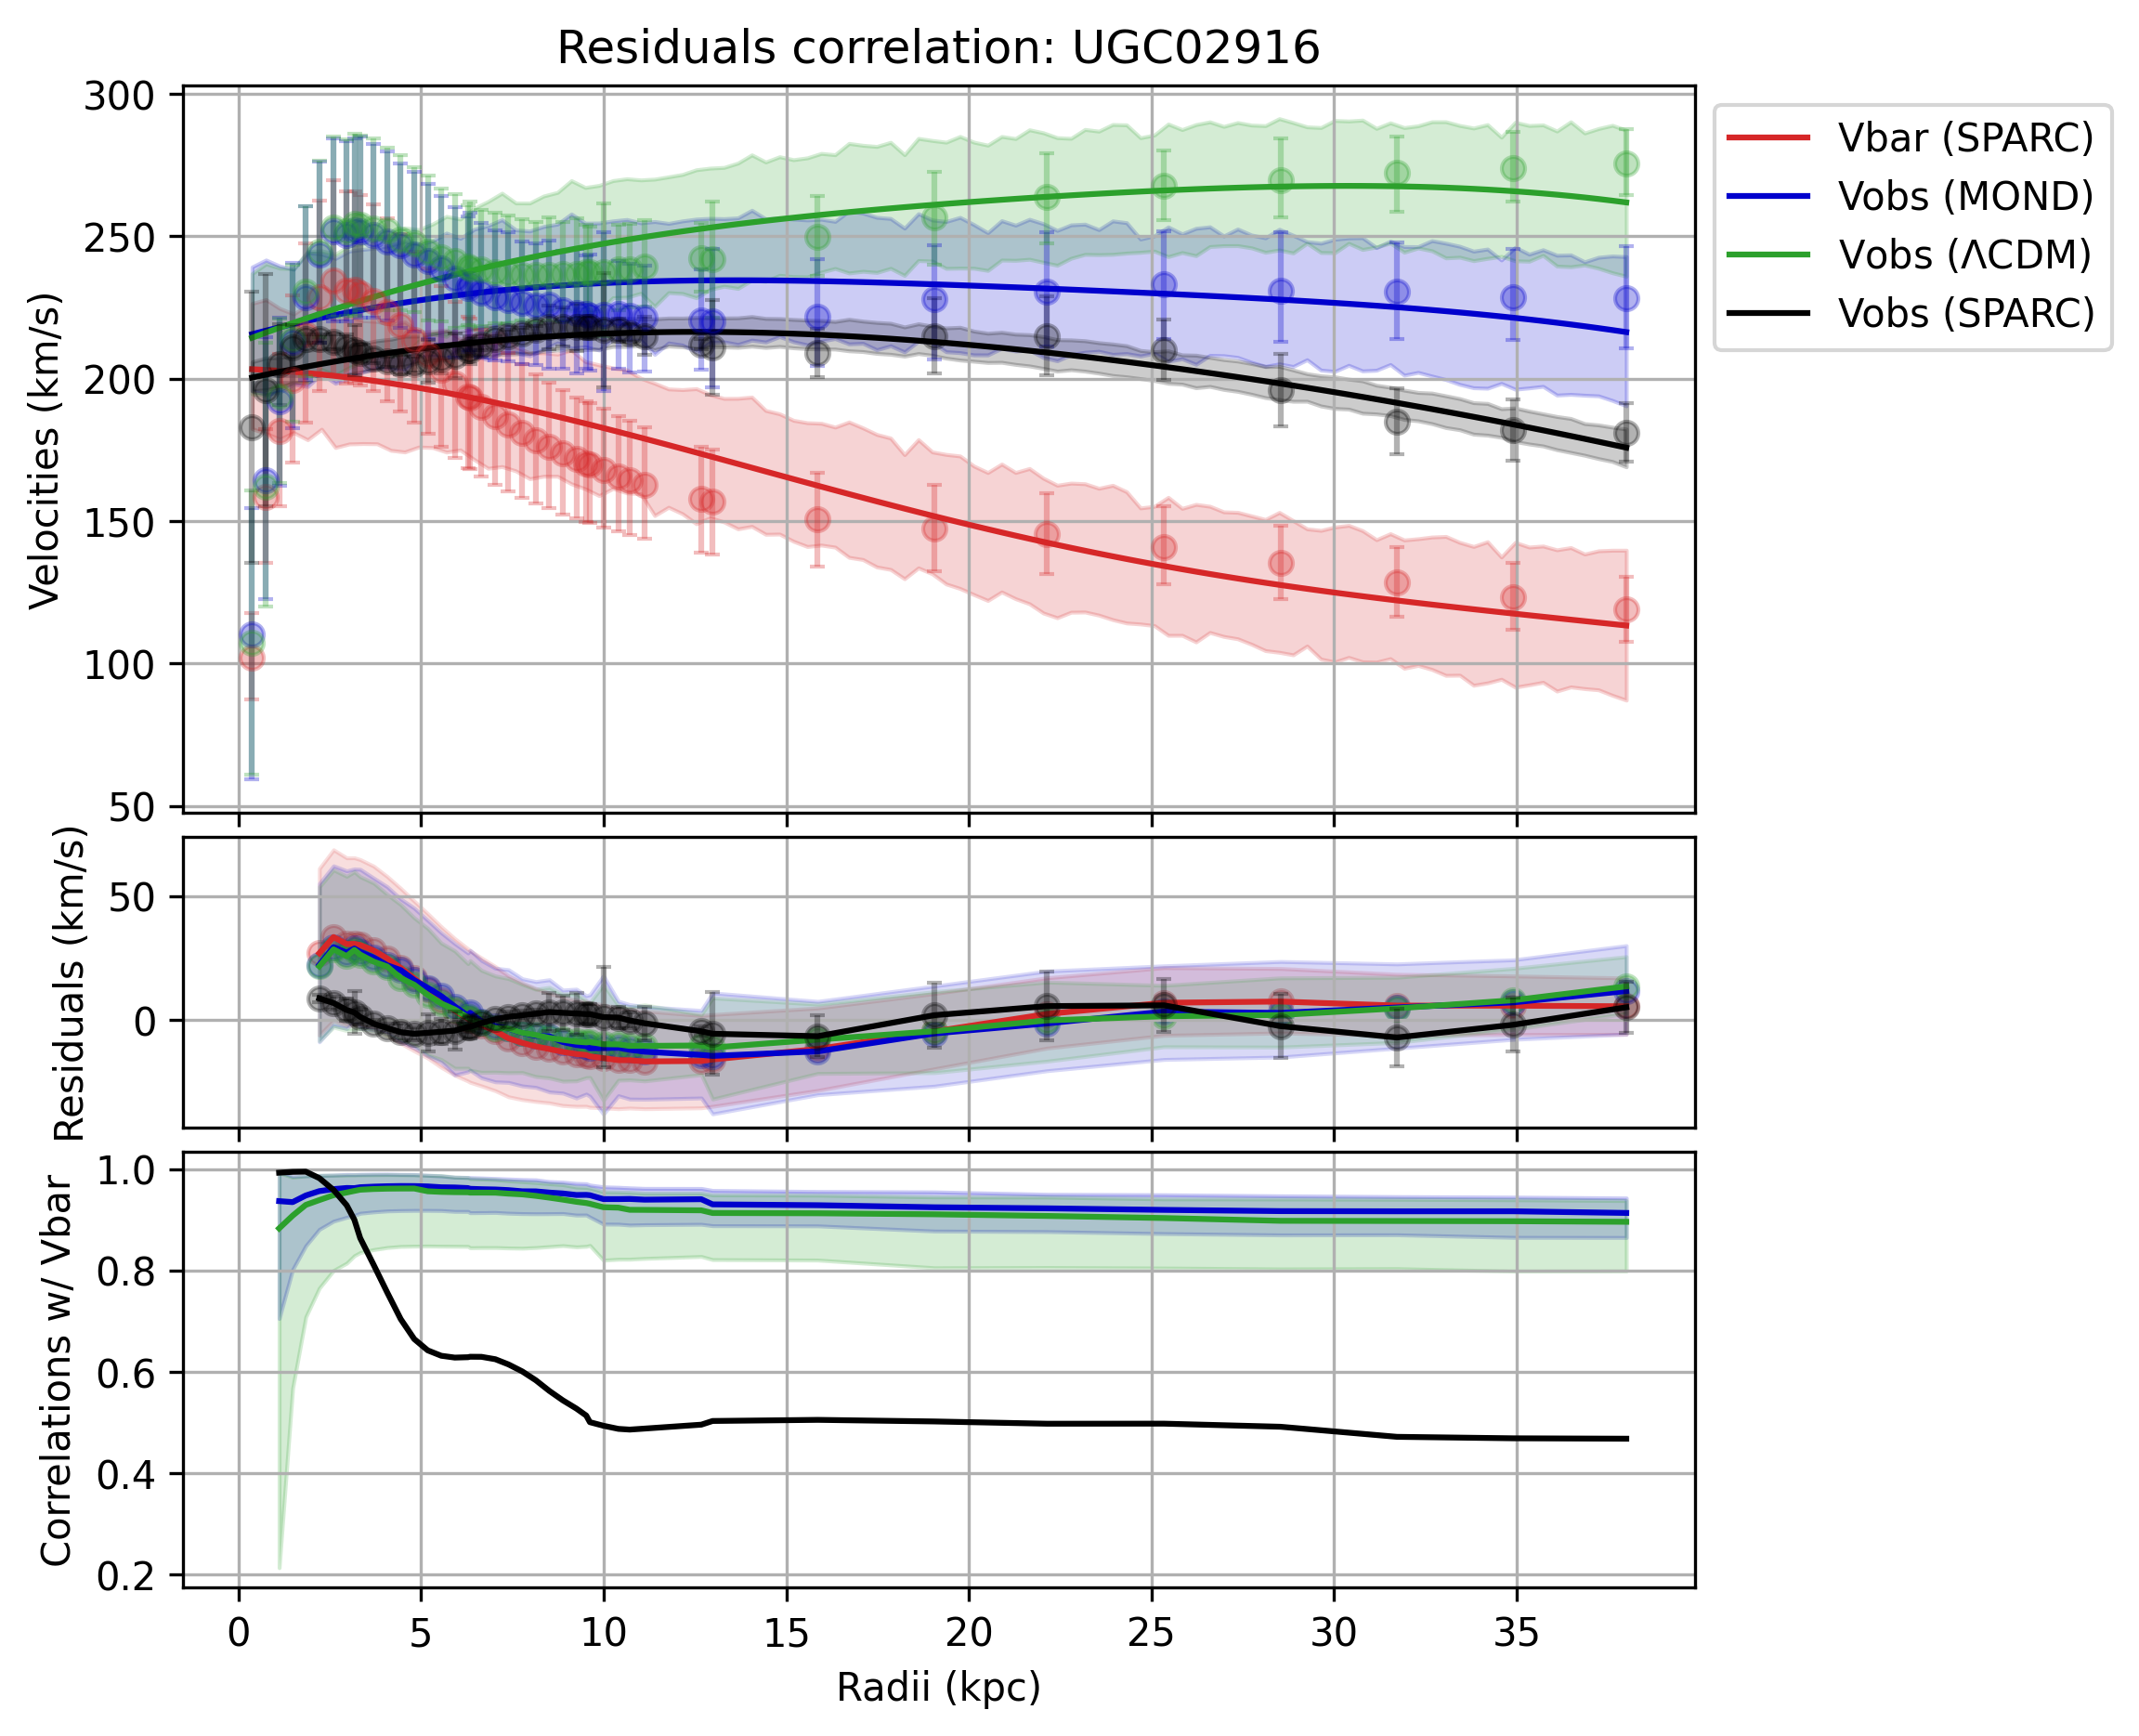 Residuals correlation: UGC02916
300
250
200
150
100
50
Velocities (km/s)
Vbar (SPARC)
Vobs (MOND)
Vobs (ΛCDM)
Vobs (SPARC)
50
0
Residuals (km/s)
1.0
0.8
0.6
0.4
0.2
Correlations w/ Vbar
0 5 10 15 20 25 30 35
Radii (kpc)